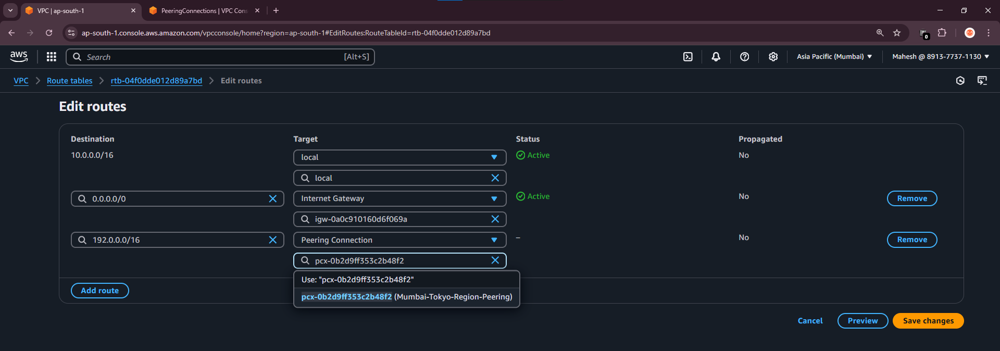 VPC | ap-south-1
PeeringConnections | VPC Cons
ap-south-1.console.aws.amazon.com/vpcconsole/home?region=ap-south-1#EditRoutes:RouteTableId=rtb-04f0dde012d89a7bd
0
aws
Search [Alt+S]
Asia Pacific (Mumbai)
Mahesh @ 8913-7737-1130
VPC > Route tables > rtb-04f0dde012d89a7bd > Edit routes
Edit routes
Destination Target Status Propagated
10.0.0.0/16 local Active No
local
0.0.0.0/0 Internet Gateway Active No Remove
igw-0a0c910160d6f069a
192.0.0.0/16 Peering Connection – No Remove
pcx-0b2d9ff353c2b48f2
Use: "pcx-0b2d9ff353c2b48f2"
Add route
pcx-0b2d9ff353c2b48f2 (Mumbai-Tokyo-Region-Peering)
Cancel Preview Save changes